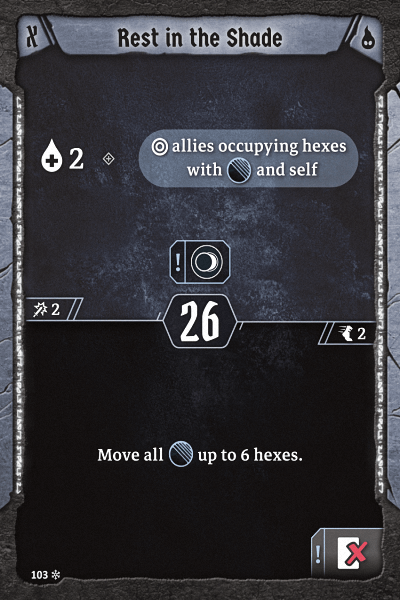 א
Rest in the Shade
2
allies occupying hexes
with and self
!
2
26
2
Move all up to 6 hexes.
!
103